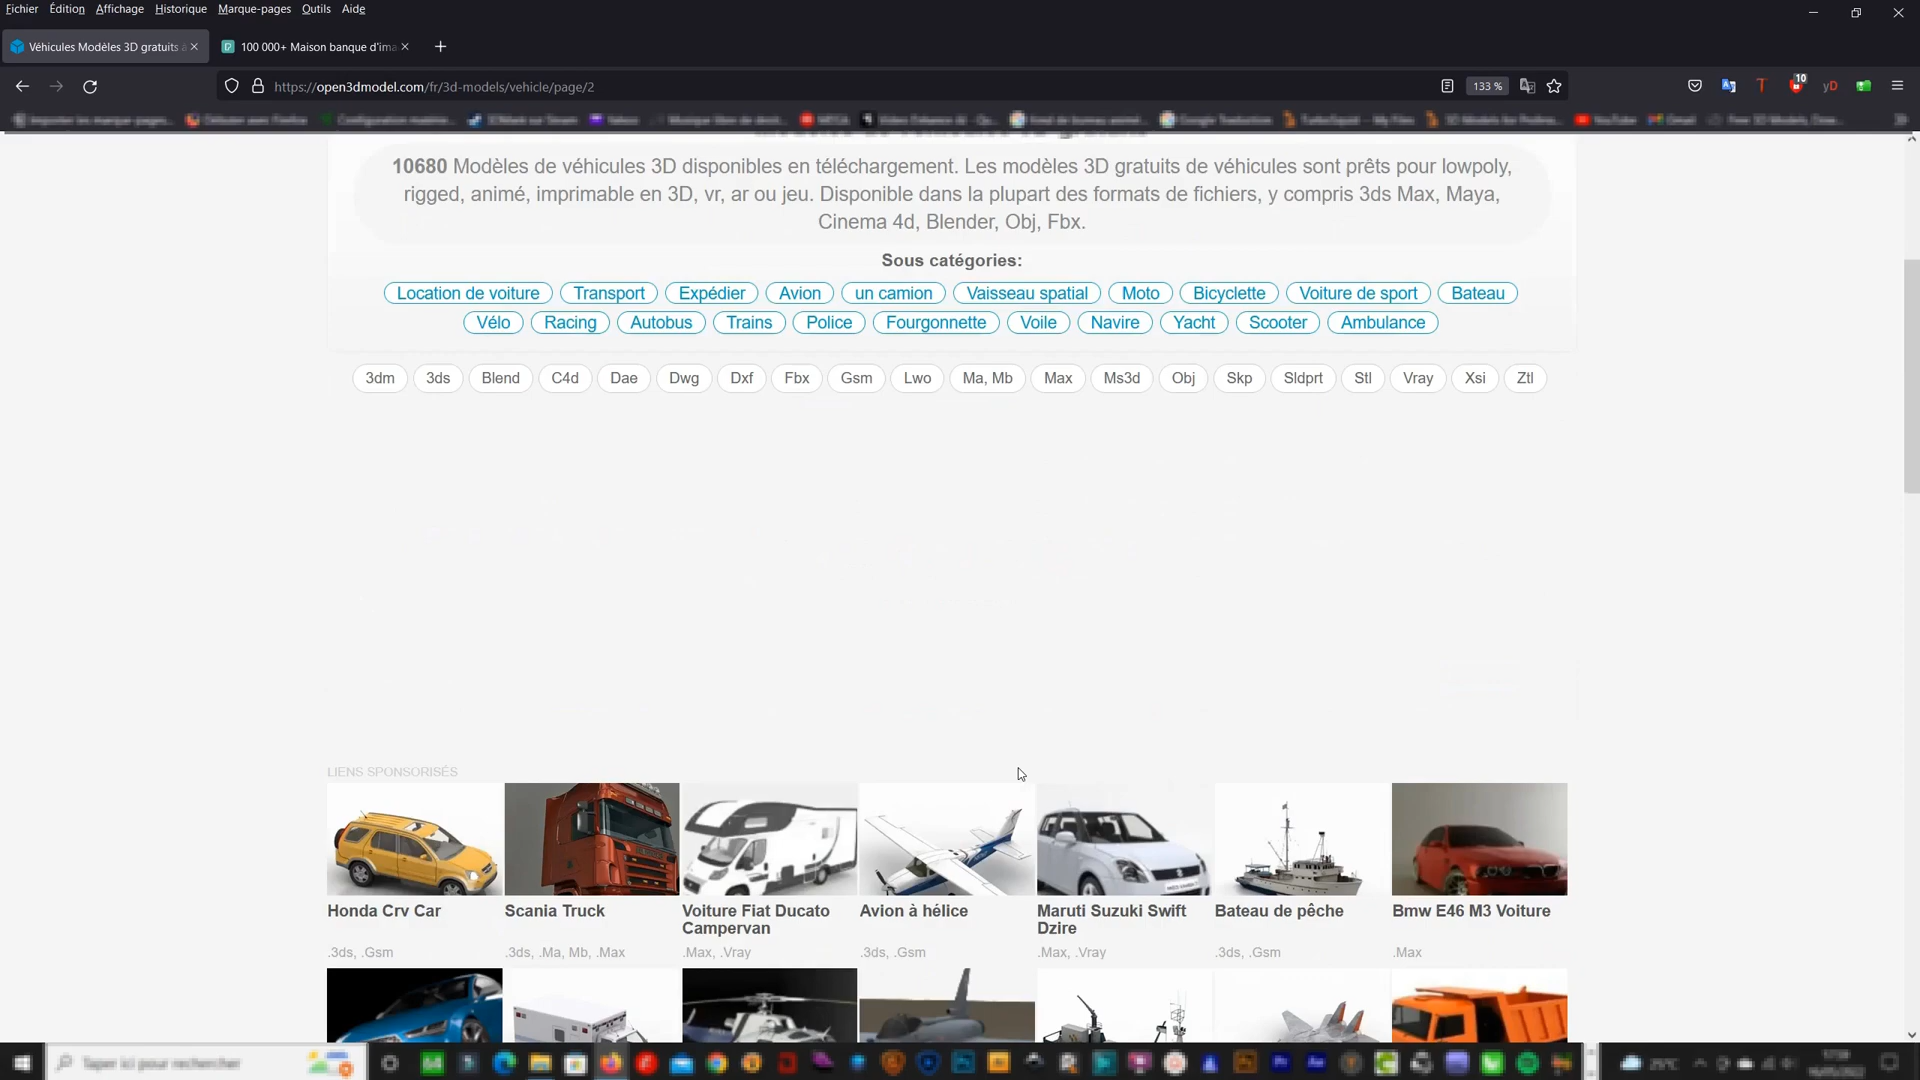 Fichier Édition Affichage Historique Marque-pages Outils Aide
Véhicules Modèles 3D gratuits à
100 000+ Maison banque d'ima
https://open3dmodel.com/fr/3d-models/vehicle/page/2
133 %
10
yD
10680 Modèles de véhicules 3D disponibles en téléchargement. Les modèles 3D gratuits de véhicules sont prêts pour lowpoly,
rigged, animé, imprimable en 3D, vr, ar ou jeu. Disponible dans la plupart des formats de fichiers, y compris 3ds Max, Maya,
Cinema 4d, Blender, Obj, Fbx.
Sous catégories:
Location de voiture Transport Expédier Avion un camion Vaisseau spatial Moto Bicyclette Voiture de sport Bateau
Vélo Racing Autobus Trains Police Fourgonnette Voile Navire Yacht Scooter Ambulance
3dm 3ds Blend C4d Dae Dwg Dxf Fbx Gsm Lwo Ma, Mb Max Ms3d Obj Skp Sldprt Stl Vray Xsi Ztl
LIENS SPONSORISÉS
Honda Crv Car
.3ds, .Gsm
Scania Truck
.3ds, .Ma, Mb, .Max
Voiture Fiat Ducato
Campervan
.Max, .Vray
Avion à hélice
.3ds, .Gsm
Maruti Suzuki Swift
Dzire
.Max, .Vray
Bateau de pêche
.3ds, .Gsm
Bmw E46 M3 Voiture
.Max
Taper ici pour rechercher